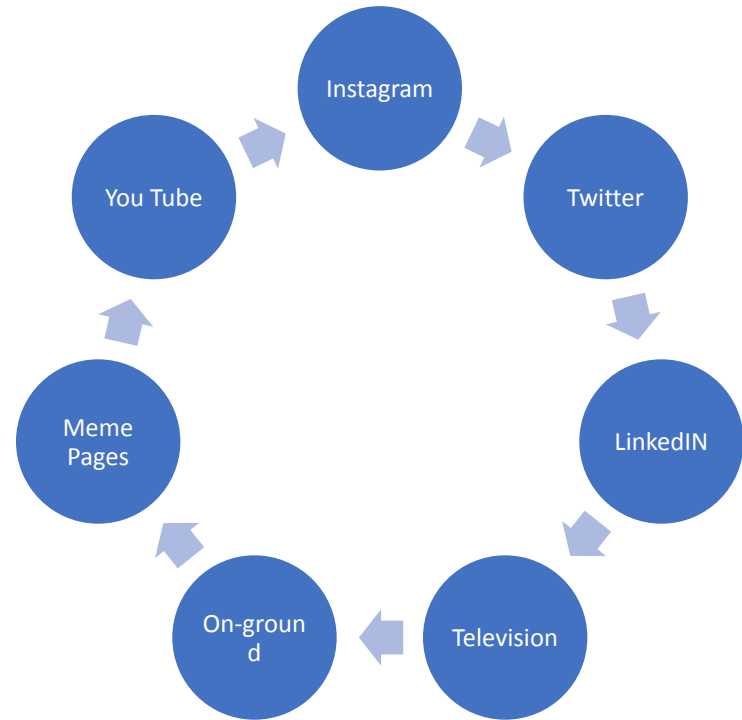 Instagram
Twitter
LinkedIN
Television
On-groun
d
Meme
Pages
You Tube